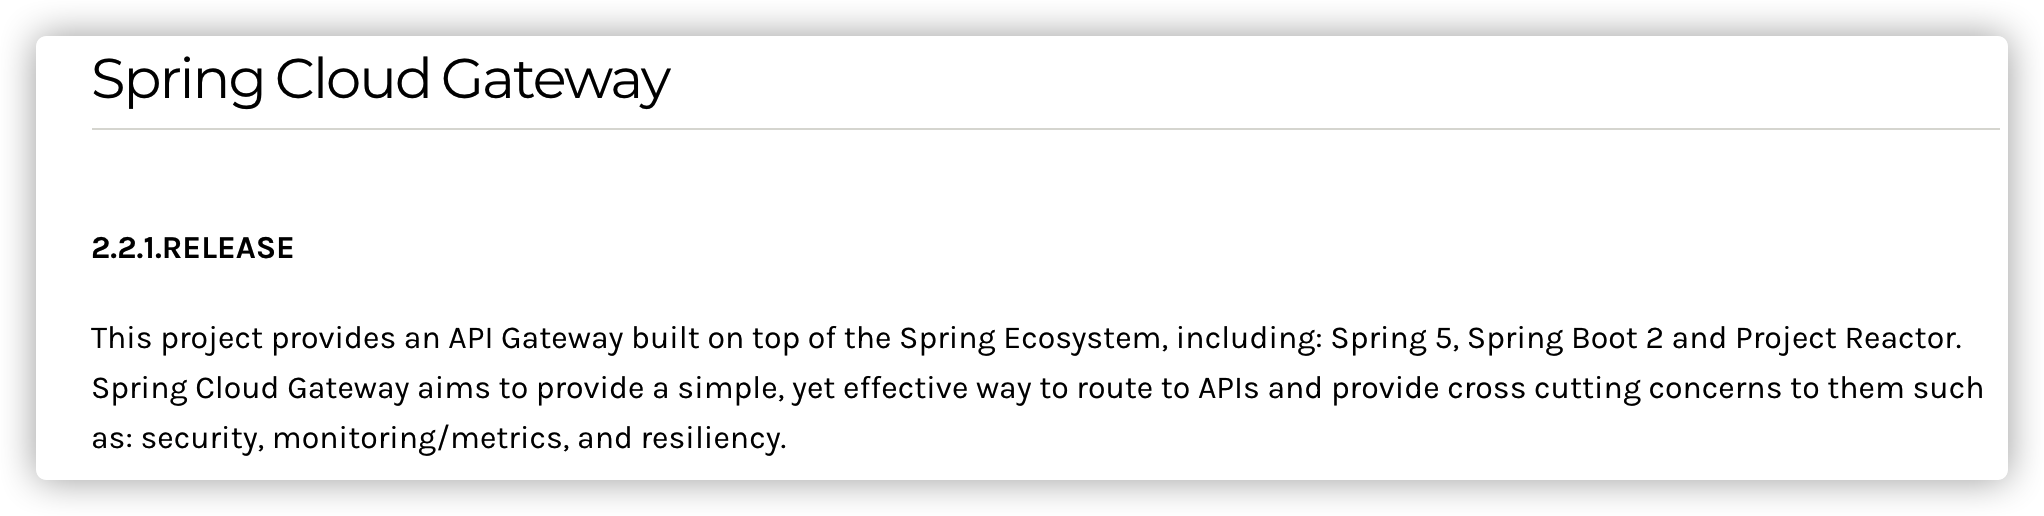 Spring Cloud Gateway
2.2.1.RELEASE
This project provides an API Gateway built on top of the Spring Ecosystem, including: Spring 5, Spring Boot 2 and Project Reactor.
Spring Cloud Gateway aims to provide a simple, yet effective way to route to APIs and provide cross cutting concerns to them such
as: security, monitoring/metrics, and resiliency.